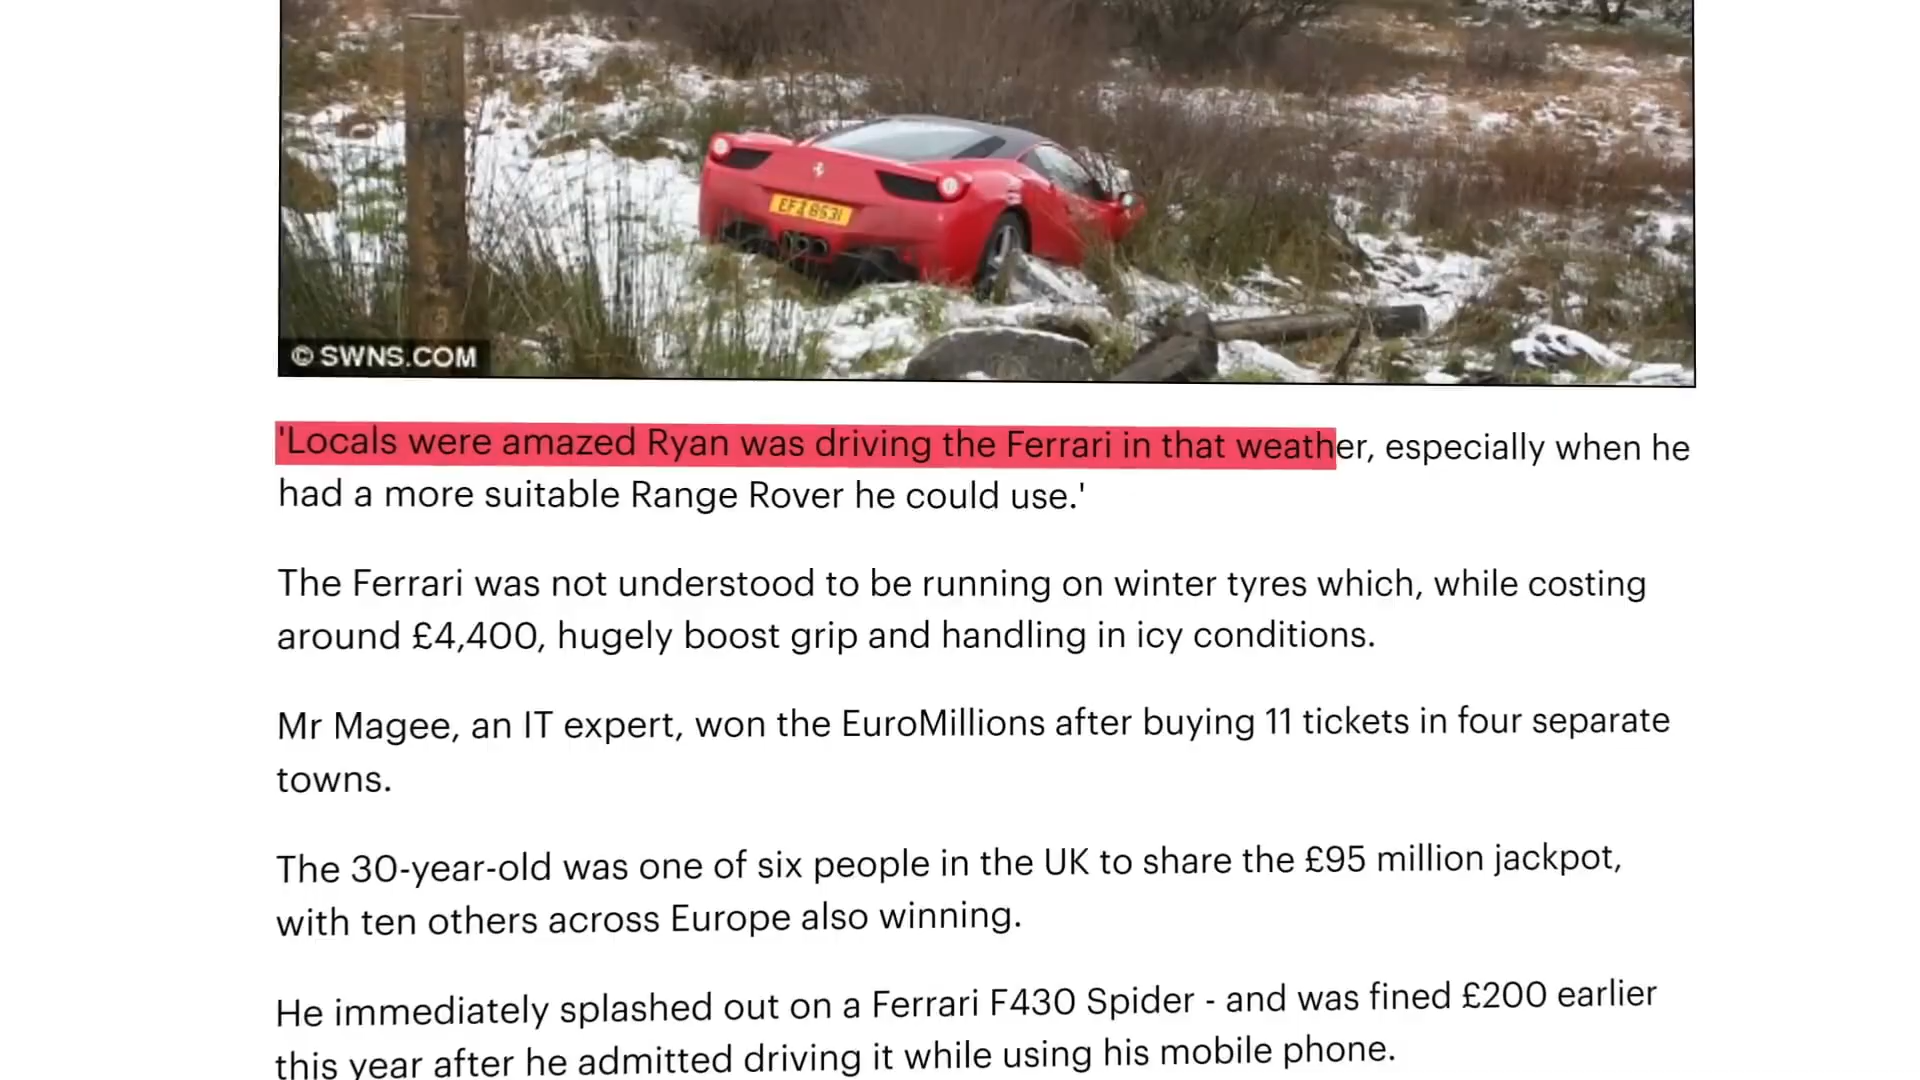 EFZ 8631
© SWNS.COM
'Locals were amazed Ryan was driving the Ferrari in that weather, especially when he
had a more suitable Range Rover he could use.'
The Ferrari was not understood to be running on winter tyres which, while costing
around £4,400, hugely boost grip and handling in icy conditions.
Mr Magee, an IT expert, won the EuroMillions after buying 11 tickets in four separate
towns.
The 30-year-old was one of six people in the UK to share the £95 million jackpot,
with ten others across Europe also winning.
He immediately splashed out on a Ferrari F430 Spider - and was fined £200 earlier
this year after he admitted driving it while using his mobile phone.